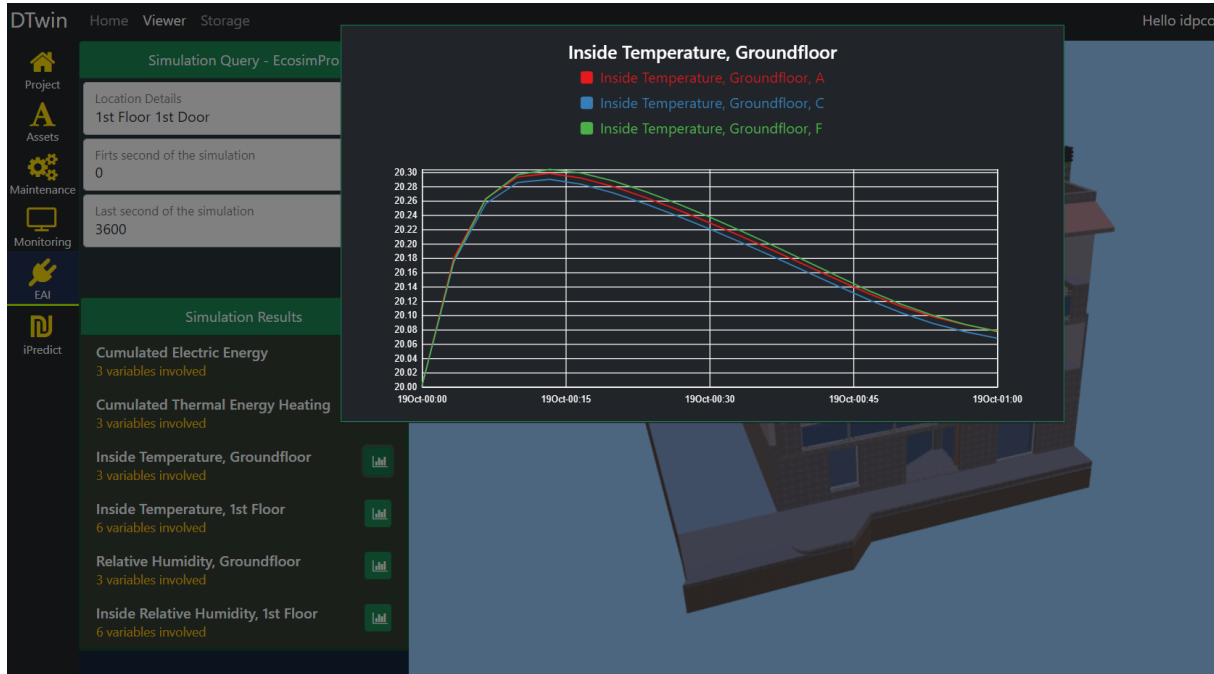 DTwin Home Viewer Storage
Hello idpco
Project
Assets
Maintenance
Monitoring
EAI
iPredict
Simulation Query - EcosimPro
Location Details
1st Floor 1st Door
Firts second of the simulation
0
Last second of the simulation
3600
Simulation Results
Cumulated Electric Energy
3 variables involved
Cumulated Thermal Energy Heating
3 variables involved
Inside Temperature, Groundfloor
3 variables involved
Inside Temperature, 1st Floor
6 variables involved
Relative Humidity, Groundfloor
3 variables involved
Inside Relative Humidity, 1st Floor
6 variables involved
Inside Temperature, Groundfloor
Inside Temperature, Groundfloor, A
Inside Temperature, Groundfloor, C
Inside Temperature, Groundfloor, F
20.30
20.28
20.26
20.24
20.22
20.20
20.18
20.16
20.14
20.12
20.10
20.08
20.06
20.04
20.02
20.00
19Oct-00:00 19Oct-00:15 19Oct-00:30 19Oct-00:45 19Oct-01:00